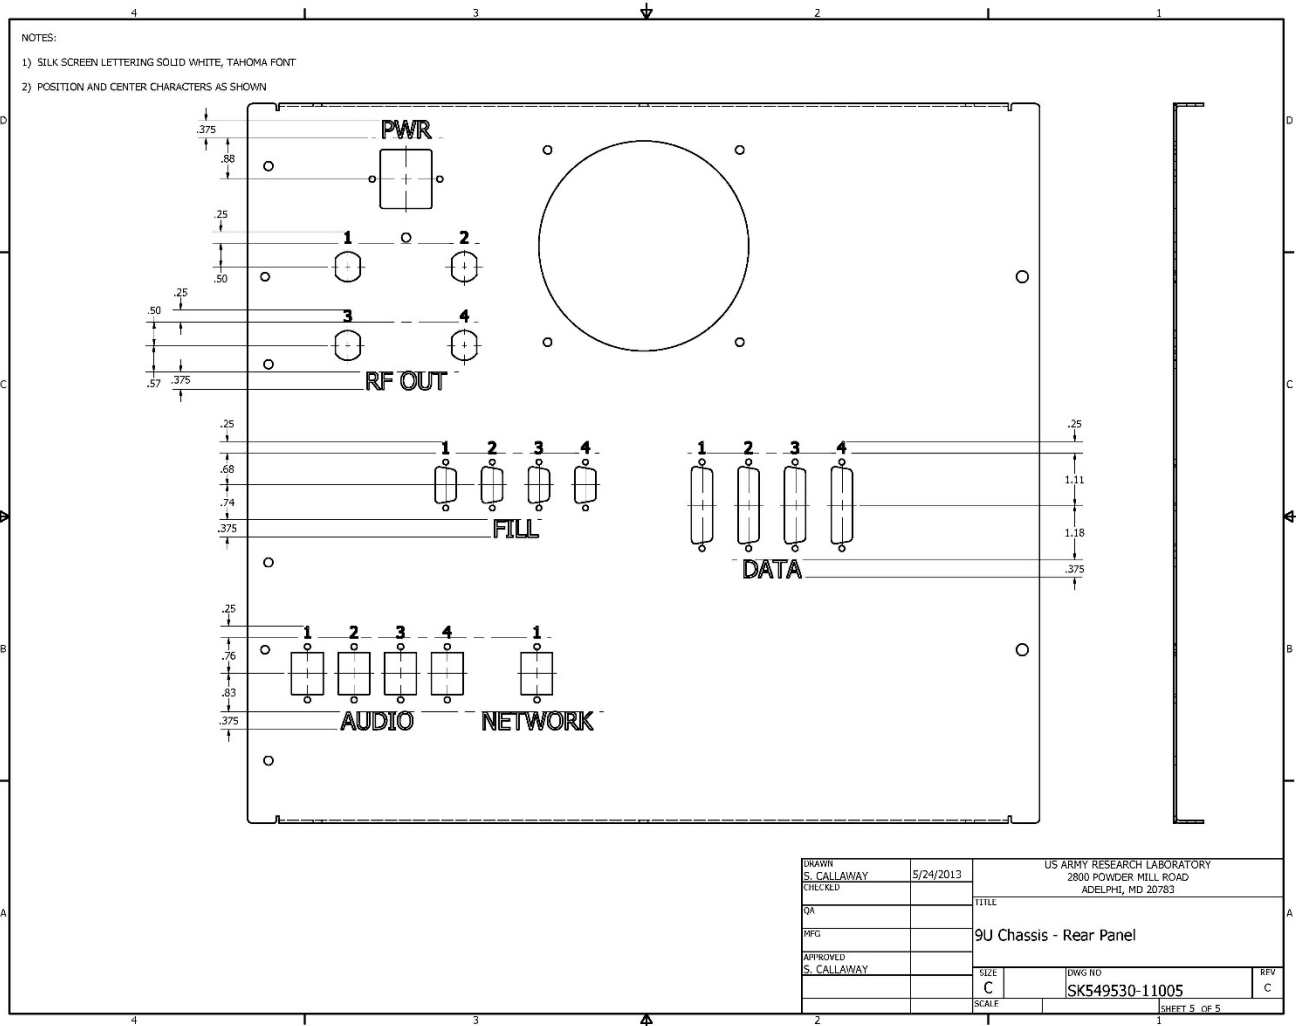 4 3 2 1
NOTES:
1) SILK SCREEN LETTERING SOLID WHITE, TAHOMA FONT
2) POSITION AND CENTER CHARACTERS AS SHOWN
D D
.375
PWR
.88
.25
1 2
.50
.25
.50
3 4
.57 .375
RF OUT
C C
.25 .25
1 2 3 4 1 2 3 4
.68 1.11
.74
.375
FILL
1.18
DATA
.375
.25
1 2 3 4 1
.76
B B
.83
.375
AUDIO NETWORK
DRAWN
S. CALLAWAY 5/24/2013
US ARMY RESEARCH LABORATORY
2800 POWDER MILL ROAD
ADELPHI, MD 20783
CHECKED
TITLE
QA
A A
MFG
9U Chassis - Rear Panel
APPROVED
S. CALLAWAY
SIZE
C
DWG NO
SK549530-11005
REV
C
SCALE
SHEET 5 OF 5
4 3 2 1